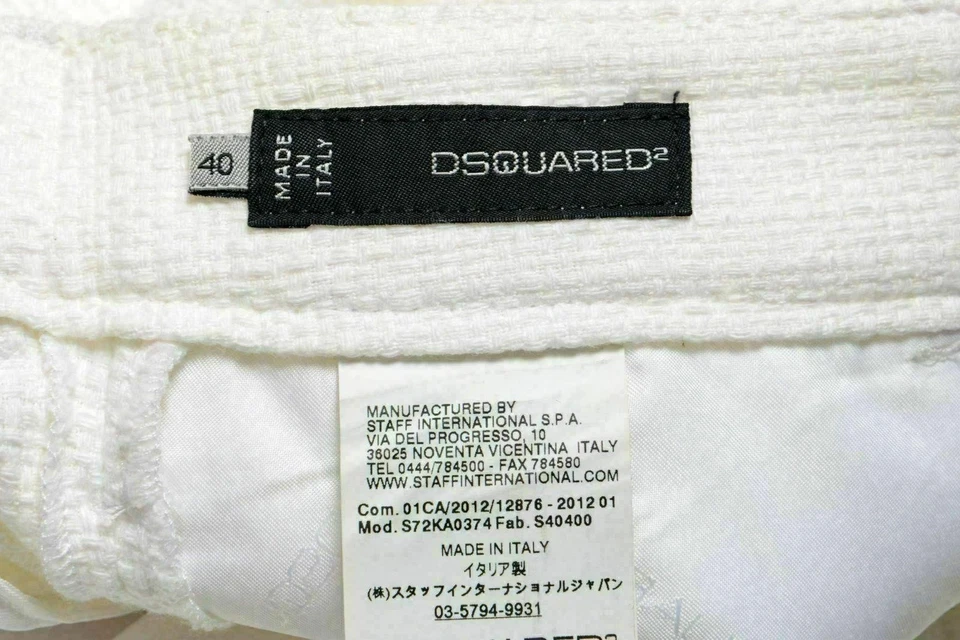 40
MADE
IN
ITALY
DSQUARED²
MANUFACTURED BY
STAFF INTERNATIONAL S.P.A.
VIA DEL PROGRESSO, 10
36025 NOVENTA VICENTINA ITALY
TEL 0444/784500 - FAX 784580
WWW.STAFFINTERNATIONAL.COM
Com. 01CA/2012/12876 - 2012 01
Mod. S72KA0374 Fab. S40400
MADE IN ITALY
イタリア製
(株)スタッフインターナショナルジャパン
03-5794-9931
DSQUARED²